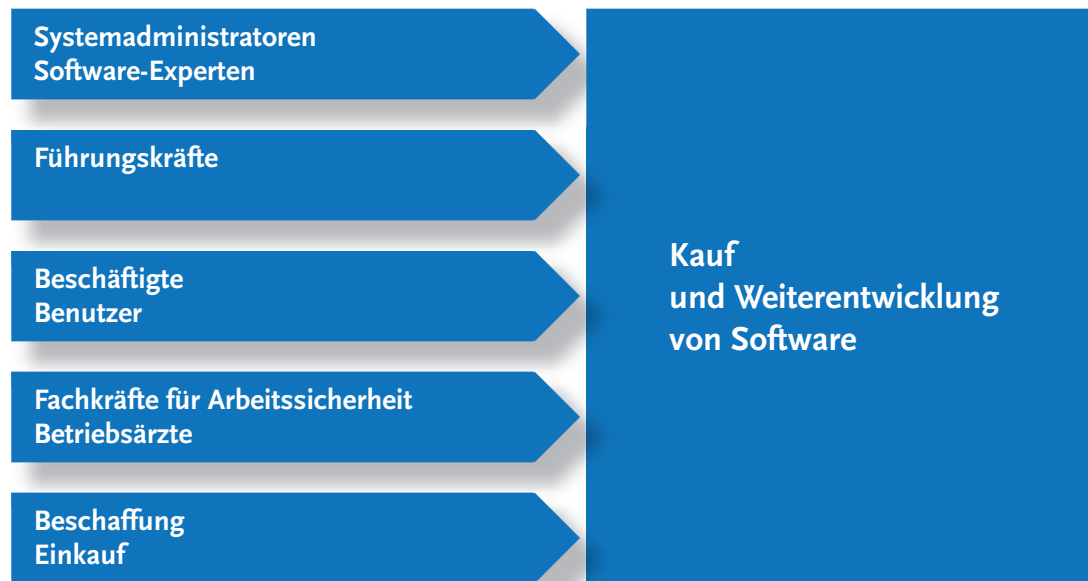 Systemadministratoren
Software-Experten
Führungskräfte
Beschäftigte
Benutzer
Fachkräfte für Arbeitssicherheit
Betriebsärzte
Beschaffung
Einkauf
Kauf
und Weiterentwicklung
von Software